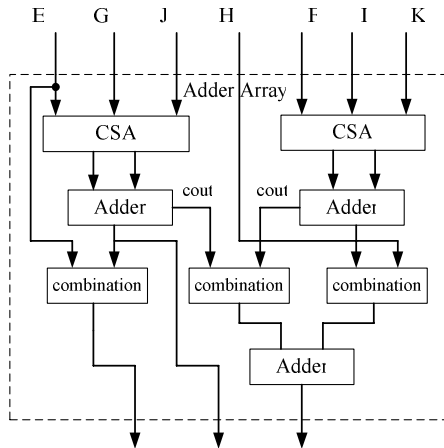 E G J H F I K
Adder Array
CSA CSA
cout cout
Adder Adder
combination combination combination
Adder